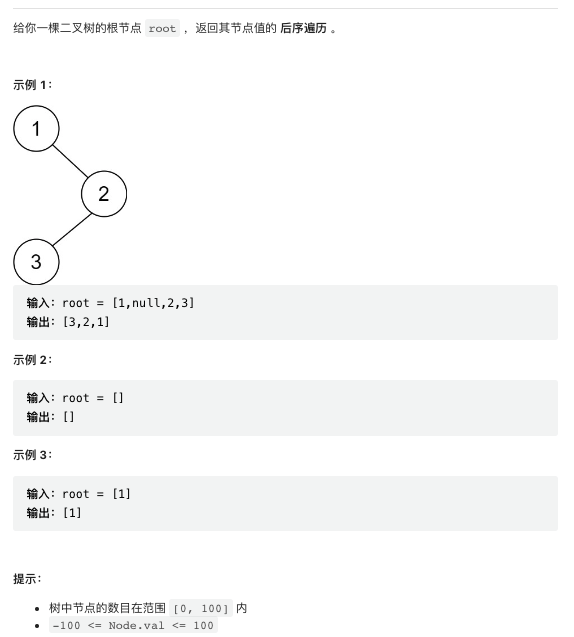 给你一棵二叉树的根节点 root ，返回其节点值的 后序遍历 。
示例 1：
1
2
3
输入：root = [1,null,2,3]
输出：[3,2,1]
示例 2：
输入：root = []
输出：[]
示例 3：
输入：root = [1]
输出：[1]
提示：
• 树中节点的数目在范围 [0, 100] 内
• -100 <= Node.val <= 100